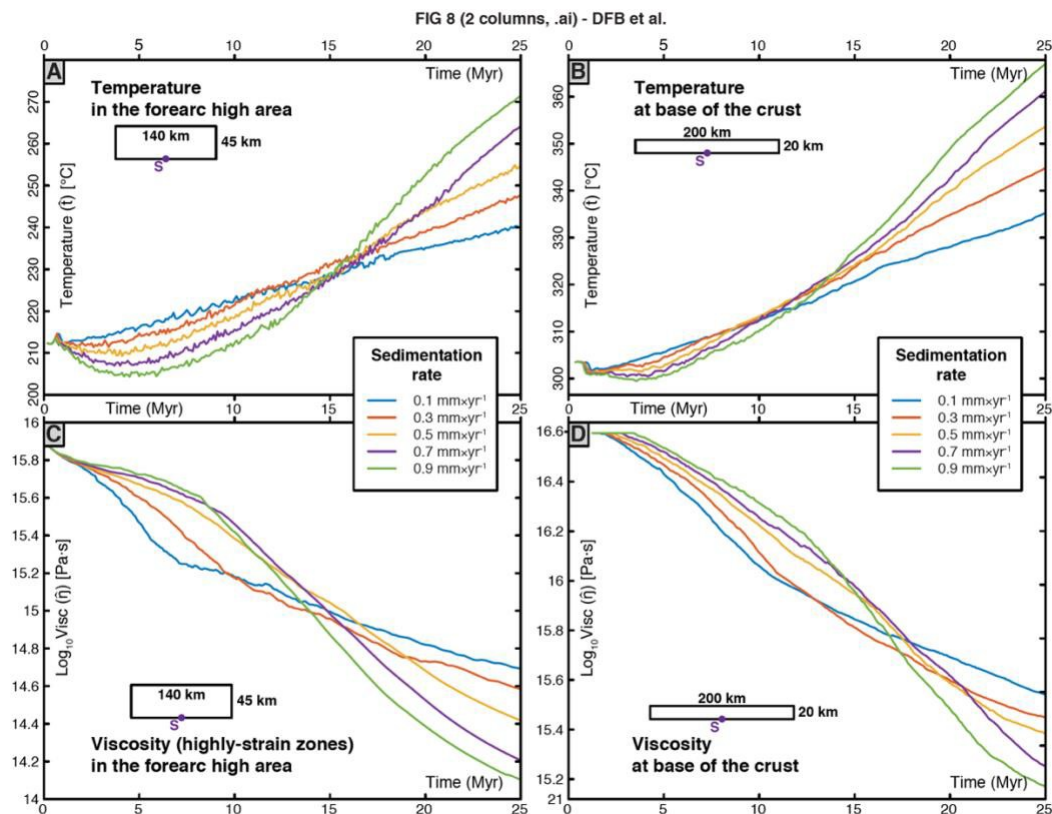 FIG 8 (2 columns, .ai) - DFB et al.
0 5 10 15 20 25
A
Time (Myr)
Temperature
in the forearc high area
140 km
45 km
S
Temperature (t̂) [°C]
270
260
250
240
230
220
210
200
0 5 10 15 20 25
B
Time (Myr)
Temperature
at base of the crust
200 km
20 km
S
Temperature (t̂) [°C]
360
350
340
330
320
310
300
Sedimentation
rate
0.1 mm×yr⁻¹
0.3 mm×yr⁻¹
0.5 mm×yr⁻¹
0.7 mm×yr⁻¹
0.9 mm×yr⁻¹
Sedimentation
rate
0.1 mm×yr⁻¹
0.3 mm×yr⁻¹
0.5 mm×yr⁻¹
0.7 mm×yr⁻¹
0.9 mm×yr⁻¹
0 Time (Myr) 10 15 25
C
16
15.8
15.6
15.4
15.2
15
14.8
14.6
14.4
14.2
14
Log₁₀Visc (η̂) [Pa·s]
140 km
45 km
S
Viscosity (highly-strain zones)
in the forearc high area
Time (Myr)
0 5 10 15 20 25
0 Time (Myr) 10 15 25
D
16.6
16.4
16.2
16
15.8
15.6
15.4
15.2
21
Log₁₀Visc (η̂) [Pa·s]
200 km
20 km
S
Viscosity
at base of the crust
Time (Myr)
0 5 10 15 20 25